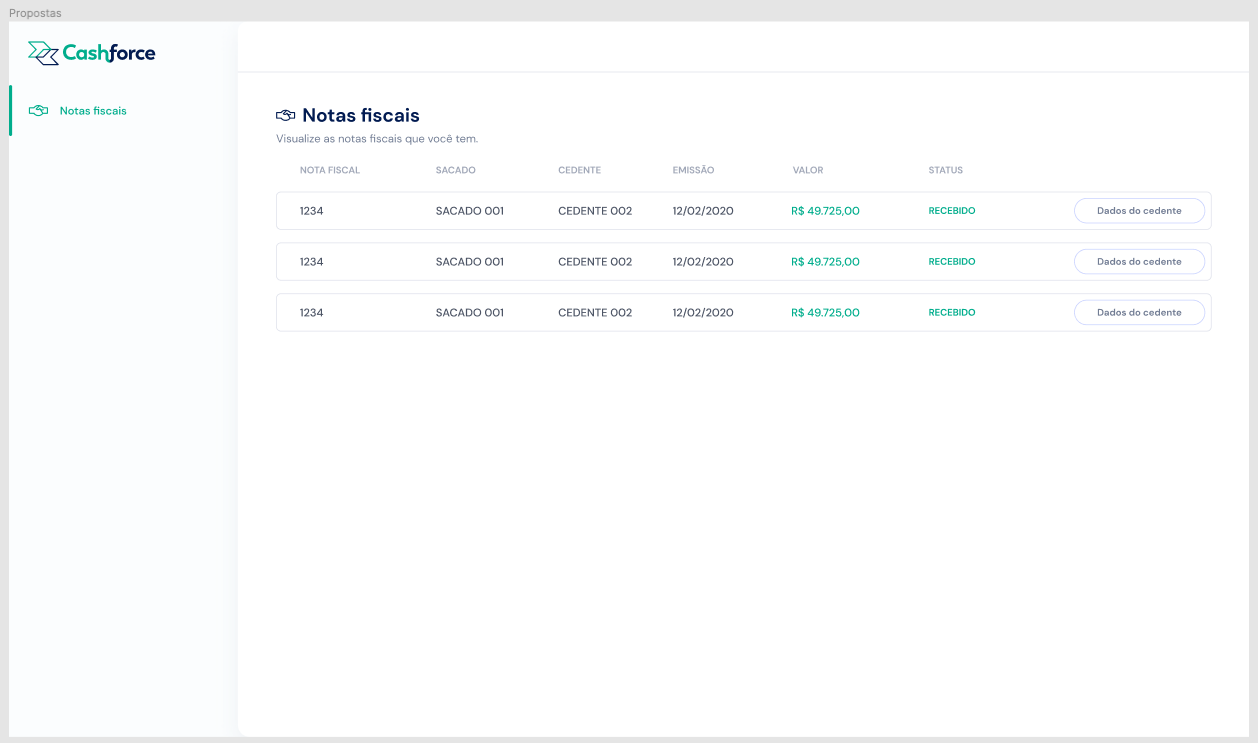 Propostas
Cashforce
Notas fiscais
Notas fiscais
Visualize as notas fiscais que você tem.
NOTA FISCAL SACADO CEDENTE EMISSÃO VALOR STATUS
1234 SACADO 001 CEDENTE 002 12/02/2020 R$ 49.725,00 RECEBIDO Dados do cedente
1234 SACADO 001 CEDENTE 002 12/02/2020 R$ 49.725,00 RECEBIDO Dados do cedente
1234 SACADO 001 CEDENTE 002 12/02/2020 R$ 49.725,00 RECEBIDO Dados do cedente